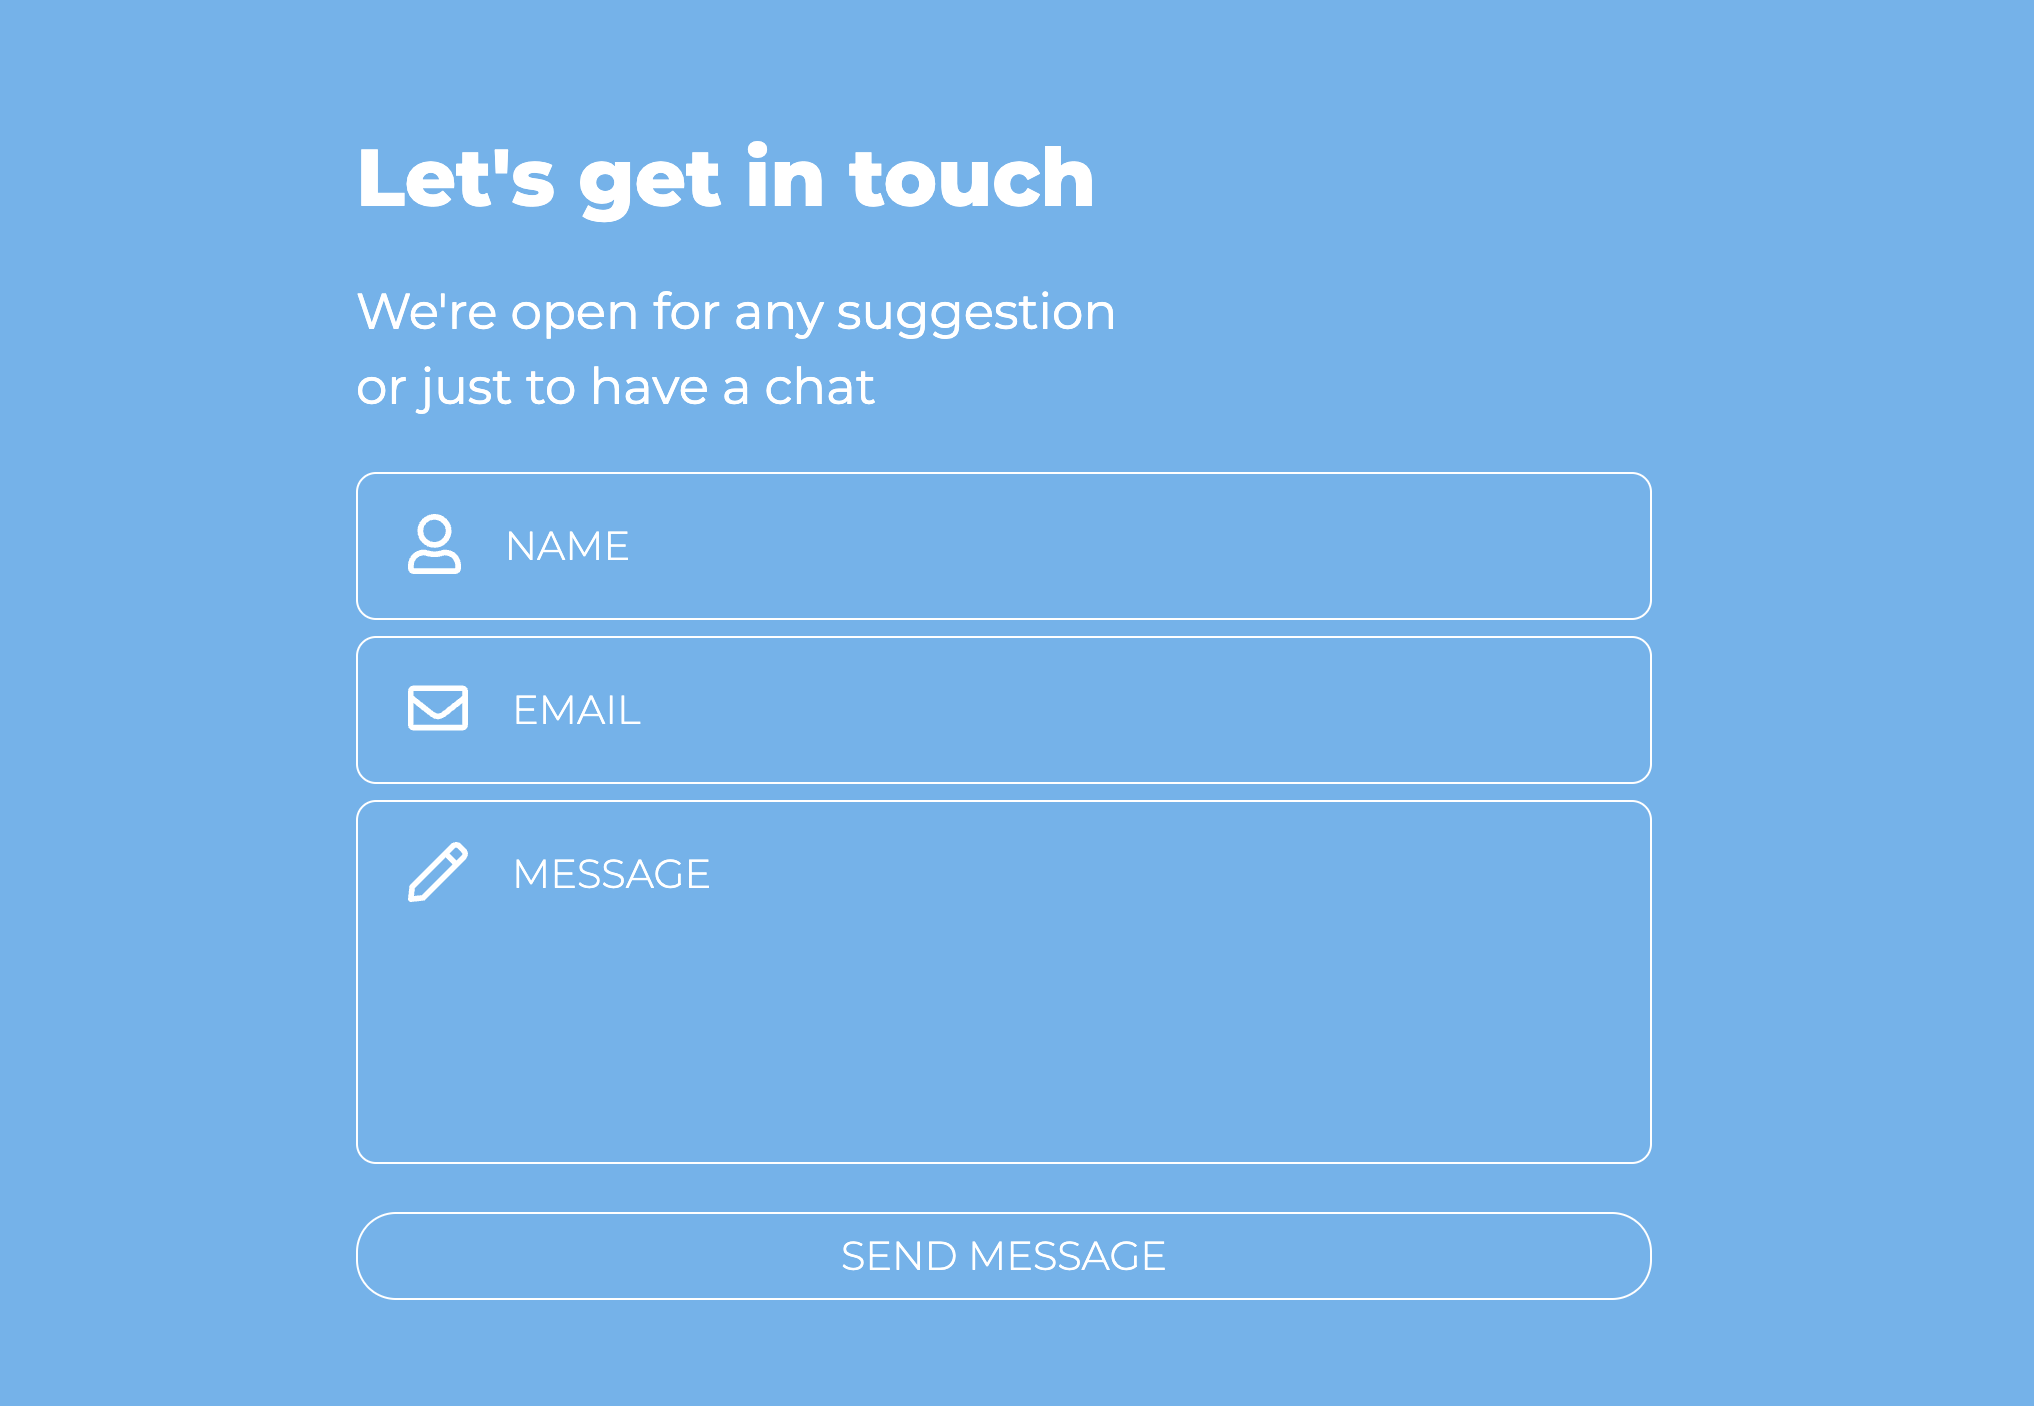 Let's get in touch
We're open for any suggestion
or just to have a chat
NAME
EMAIL
MESSAGE
SEND MESSAGE